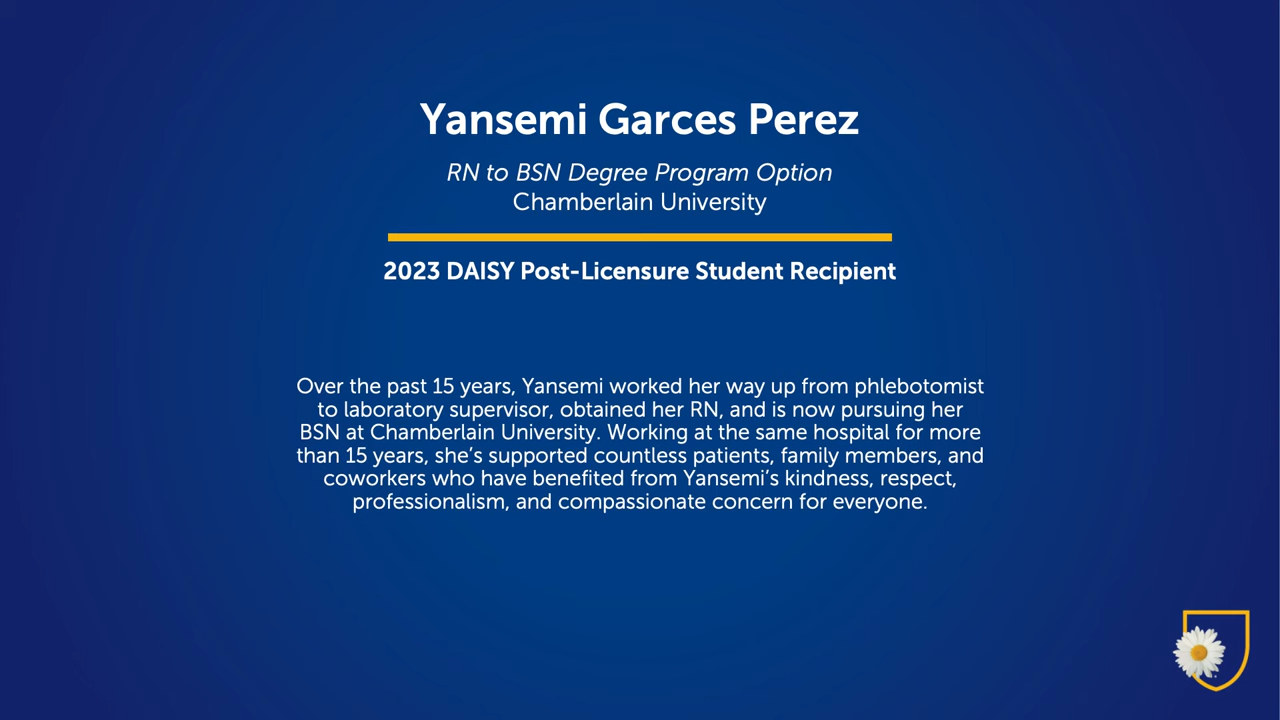 Yansemi Garces Perez
RN to BSN Degree Program Option
Chamberlain University
2023 DAISY Post-Licensure Student Recipient
Over the past 15 years, Yansemi worked her way up from phlebotomist
to laboratory supervisor, obtained her RN, and is now pursuing her
BSN at Chamberlain University. Working at the same hospital for more
than 15 years, she’s supported countless patients, family members, and
coworkers who have benefited from Yansemi’s kindness, respect,
professionalism, and compassionate concern for everyone.